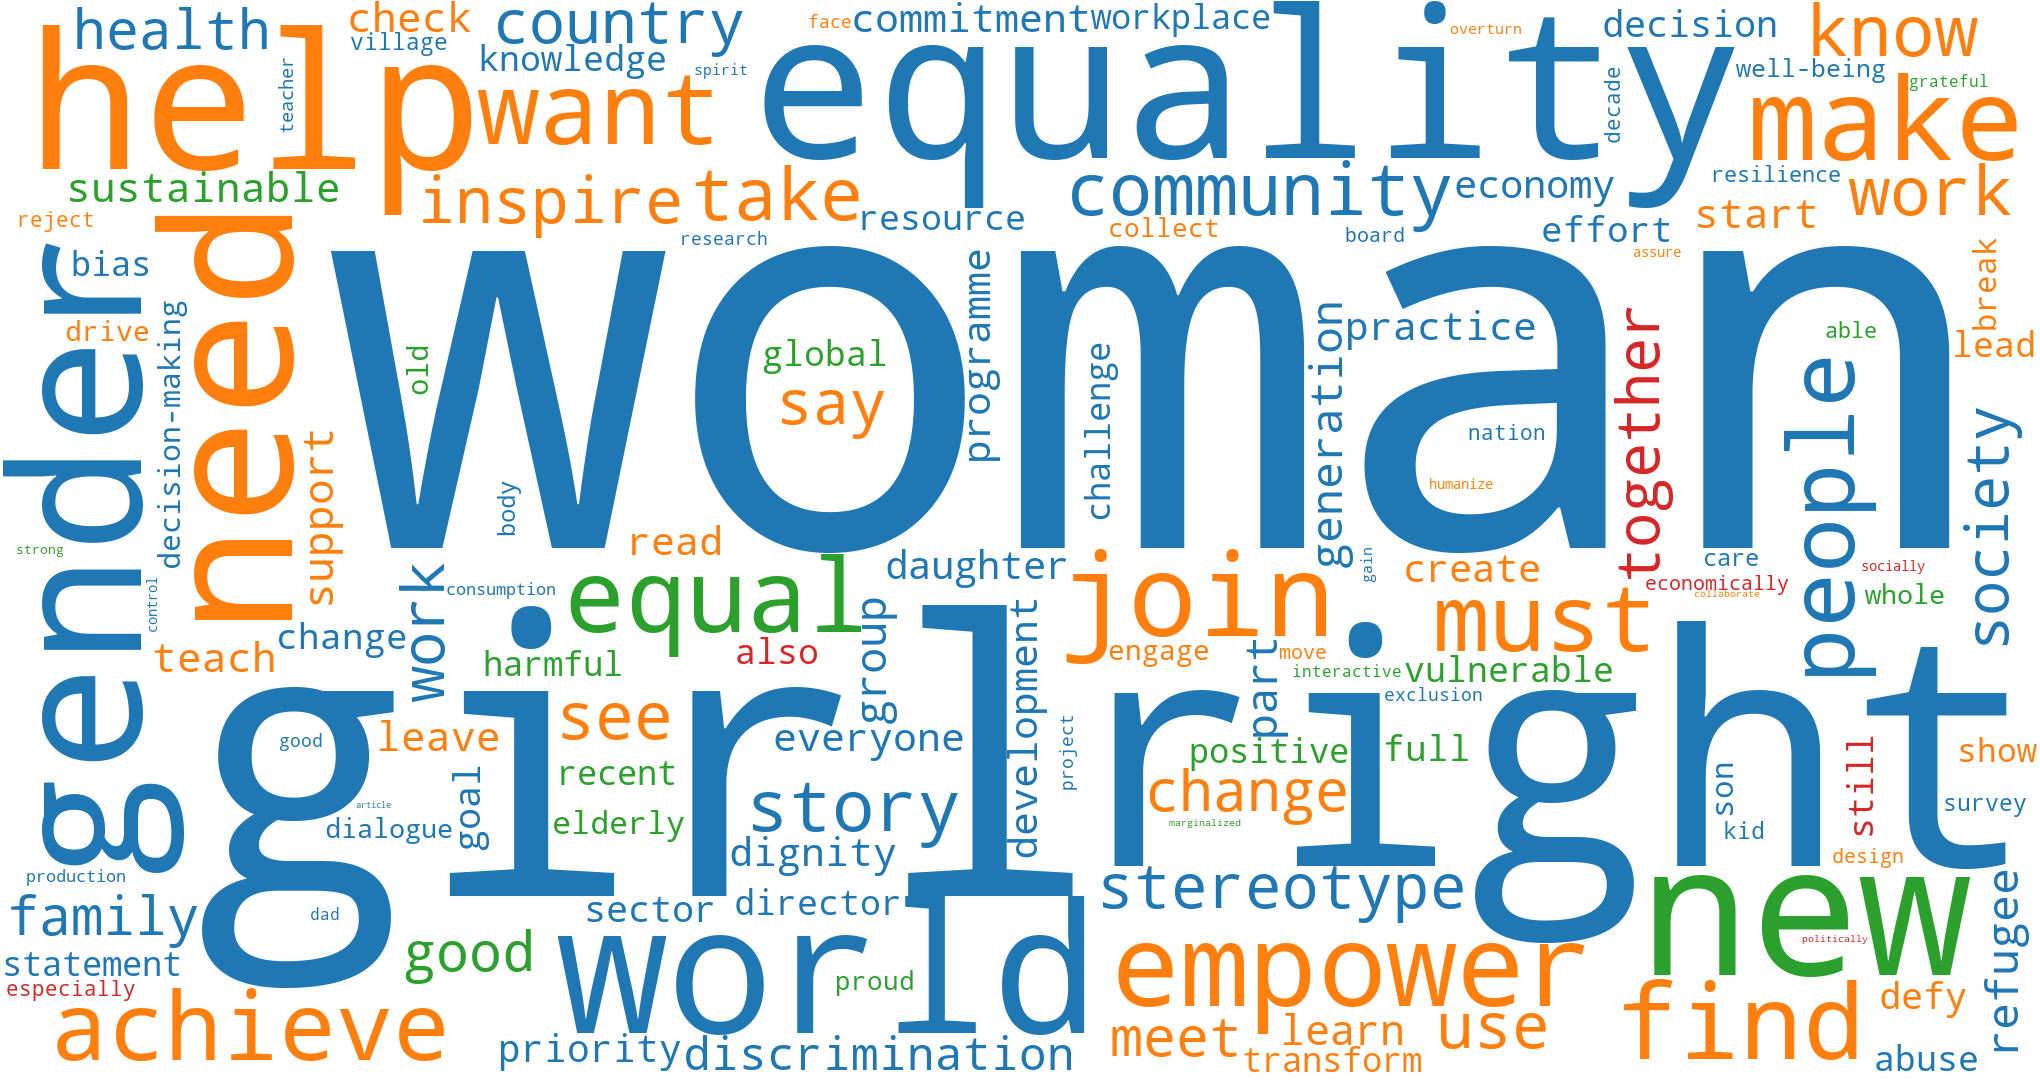 health
help
check
village
teacher
country
knowledge
spirit
want
face
commitment
workplace
equality
overturn
decision
decade
know
well-being
grateful
make
sustainable
inspire
take
resource
community
economy
resilience
work
reject
research
collect
board
effort
start
assure
bias
need
gender
drive
decision-making
support
old
woman
global
say
programme
challenge
generation
practice
nation
humanize
together
people
able
break
lead
society
body
strong
control
read
consumption
equal
daughter
join
gain
create
must
care
economically
collaborate
socially
whole
teach
change
work
harmful
also
group
development
engage
move
part
interactive
vulnerable
exclusion
girl
right
good
leave
see
everyone
recent
story
elderly
article
dialogue
goal
dignity
project
positive
full
change
marginalized
son
kid
still
show
survey
design
production
family
dad
statement
especially
achieve
good
sector
director
world
proud
priority
discrimination
stereotype
empower
meet
learn
transform
use
new
politically
find
defy
refugee
abuse